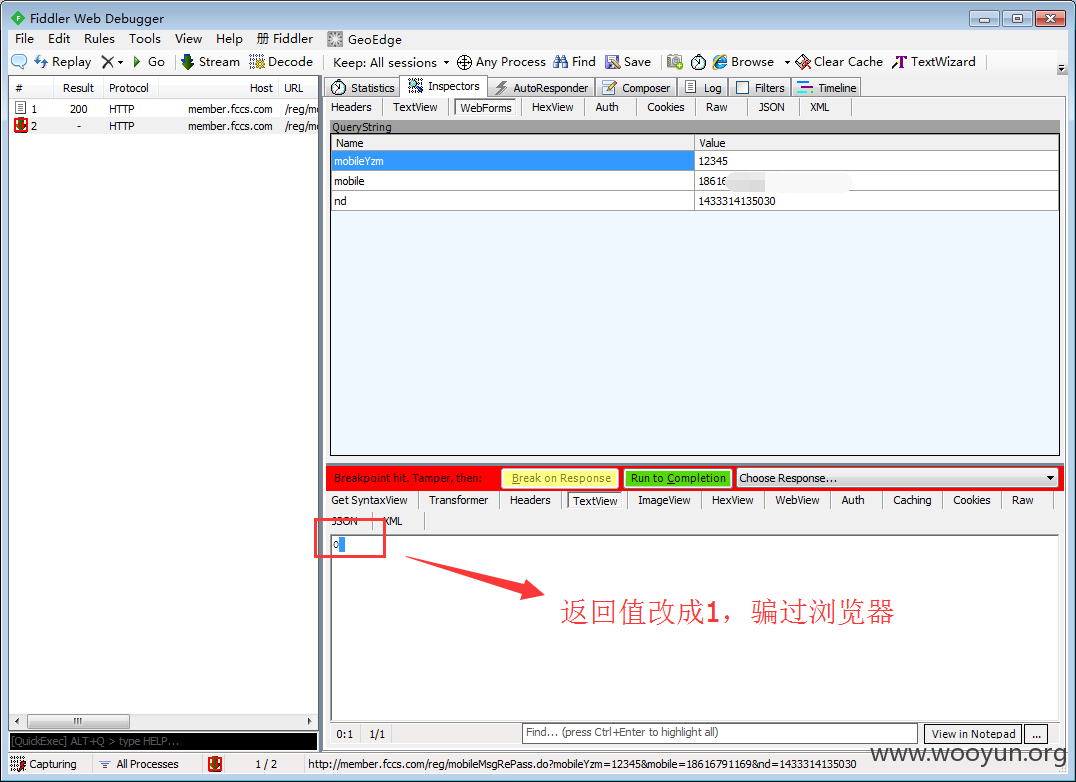 Fiddler Web Debugger
File Edit Rules Tools View Help Fiddler GeoEdge
Replay Go Stream Decode Keep: All sessions Any Process Find Save Browse Clear Cache TextWizard
# Result Protocol Host URL
1 200 HTTP member.fccs.com /reg/m
2 - HTTP member.fccs.com /reg/m
Statistics Inspectors AutoResponder Composer Log Filters Timeline
Headers TextView WebForms HexView Auth Cookies Raw JSON XML
QueryString
Name Value
mobileYzm 12345
mobile 18616
nd 1433314135030
Breakpoint hit. Tamper, then: Break on Response Run to Completion Choose Response...
Get SyntaxView Transformer Headers TextView ImageView HexView WebView Auth Caching Cookies Raw
JSON XML
0
返回值改成1，骗过浏览器
0:1 1/1 Find... (press Ctrl+Enter to highlight all) View in Notepad ...
[QuickExec] ALT+Q > type HELP...
Capturing All Processes 1 / 2 http://member.fccs.com/reg/mobileMsgRePass.do?mobileYzm=12345&mobile=18616791169&nd=1433314135030
www.wooyun.org